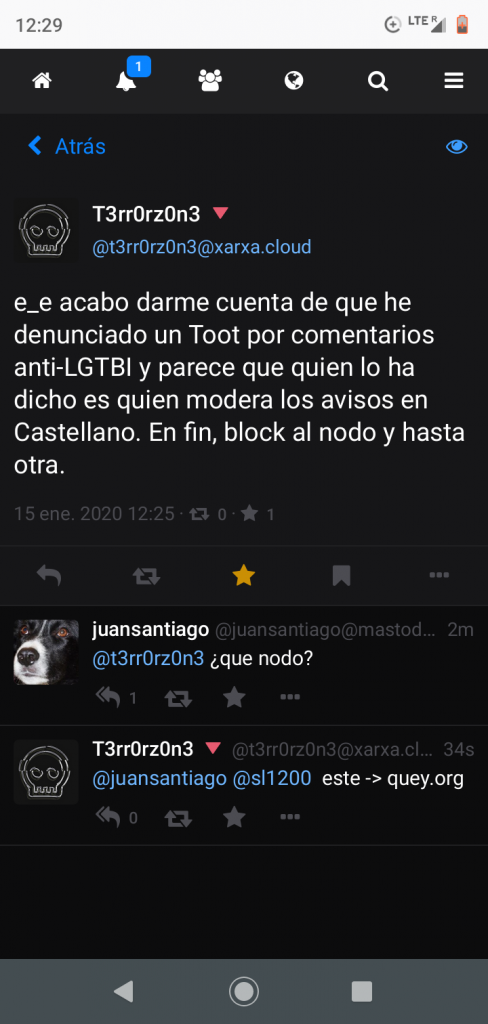 12:29
LTE R
1
Atrás
T3rr0rz0n3
@t3rr0rz0n3@xarxa.cloud
e_e acabo darme cuenta de que he
denunciado un Toot por comentarios
anti-LGTBI y parece que quien lo ha
dicho es quien modera los avisos en
Castellano. En fin, block al nodo y hasta
otra.
15 ene. 2020 12:25 · 0 · 1
juansantiago @juansantiago@mastod... 2m
@t3rr0rz0n3 ¿que nodo?
1
T3rr0rz0n3 @t3rr0rz0n3@xarxa.cl... 34s
@juansantiago @sl1200 este -> quey.org
0